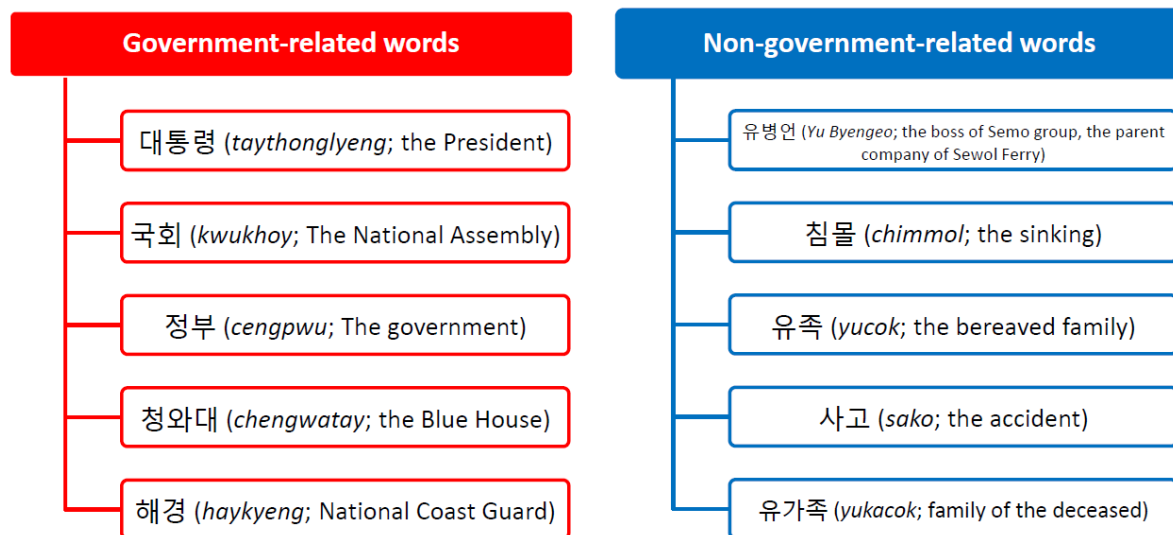 Government-related words
대통령 (taythonglyeng; the President)
국회 (kwukhoy; The National Assembly)
정부 (cengpwu; The government)
청와대 (chengwatay; the Blue House)
해경 (haykyeng; National Coast Guard)
Non-government-related words
유병언 (Yu Byengeo; the boss of Semo group, the parent
company of Sewol Ferry)
침몰 (chimmol; the sinking)
유족 (yucok; the bereaved family)
사고 (sako; the accident)
유가족 (yukacok; family of the deceased)